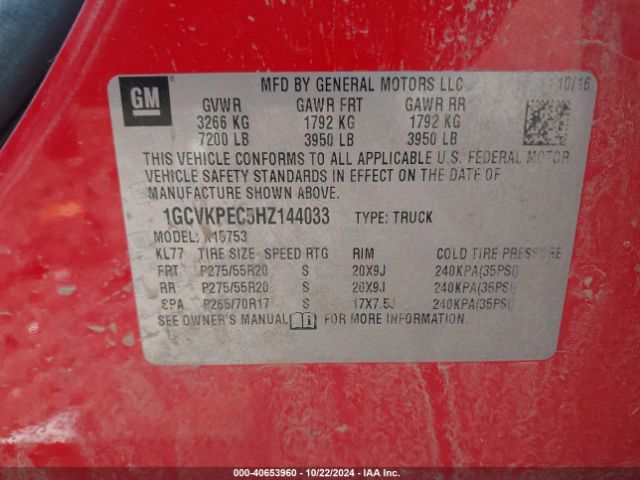 GM
MFD BY GENERAL MOTORS LLC 10/16
GVWR GAWR FRT GAWR RR
3266 KG 1792 KG 1792 KG
7200 LB 3950 LB 3950 LB
THIS VEHICLE CONFORMS TO ALL APPLICABLE U.S. FEDERAL MOTOR
VEHICLE SAFETY STANDARDS IN EFFECT ON THE DATE OF
MANUFACTURE SHOWN ABOVE.
1GCVKPEC5HZ144033 TYPE: TRUCK
MODEL: K15753
KL77 TIRE SIZE SPEED RTG RIM COLD TIRE PRESSURE
FRT P275/55R20 S 20X9J 240KPA(35PSI)
RR P275/55R20 S 20X9J 240KPA(35PSI)
SPA P265/70R17 S 17X7.5J 240KPA(35PSI)
SEE OWNER'S MANUAL FOR MORE INFORMATION.
000-40653960 - 10/22/2024 - IAA Inc.